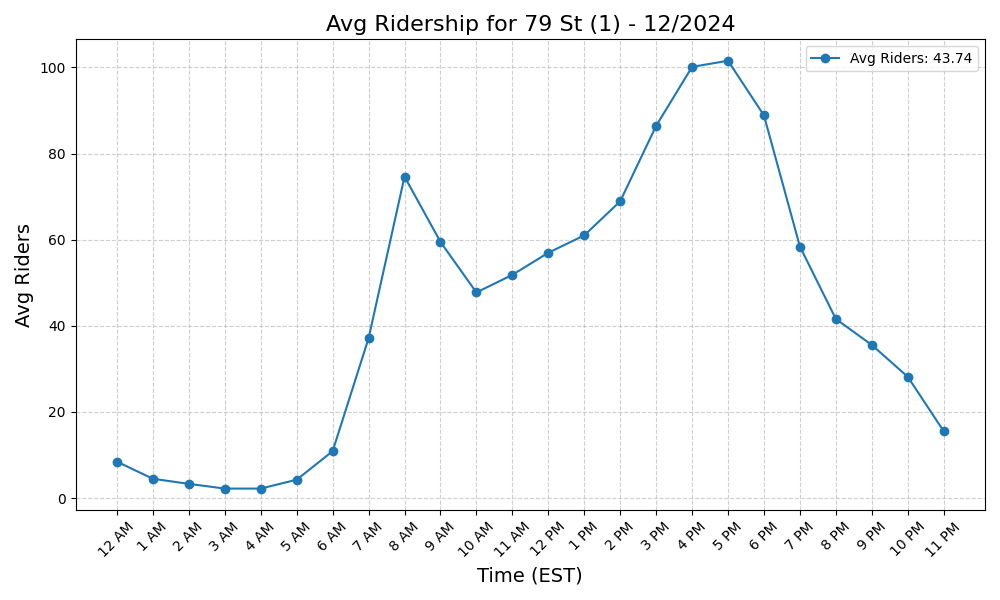 Avg Ridership for 79 St (1) - 12/2024
Avg Riders: 43.74
100
80
60
40
20
0
Avg Riders
12 AM
1 AM
2 AM
3 AM
4 AM
5 AM
6 AM
7 AM
8 AM
9 AM
10 AM
11 AM
12 PM
1 PM
2 PM
3 PM
4 PM
5 PM
6 PM
7 PM
8 PM
9 PM
10 PM
11 PM
Time (EST)